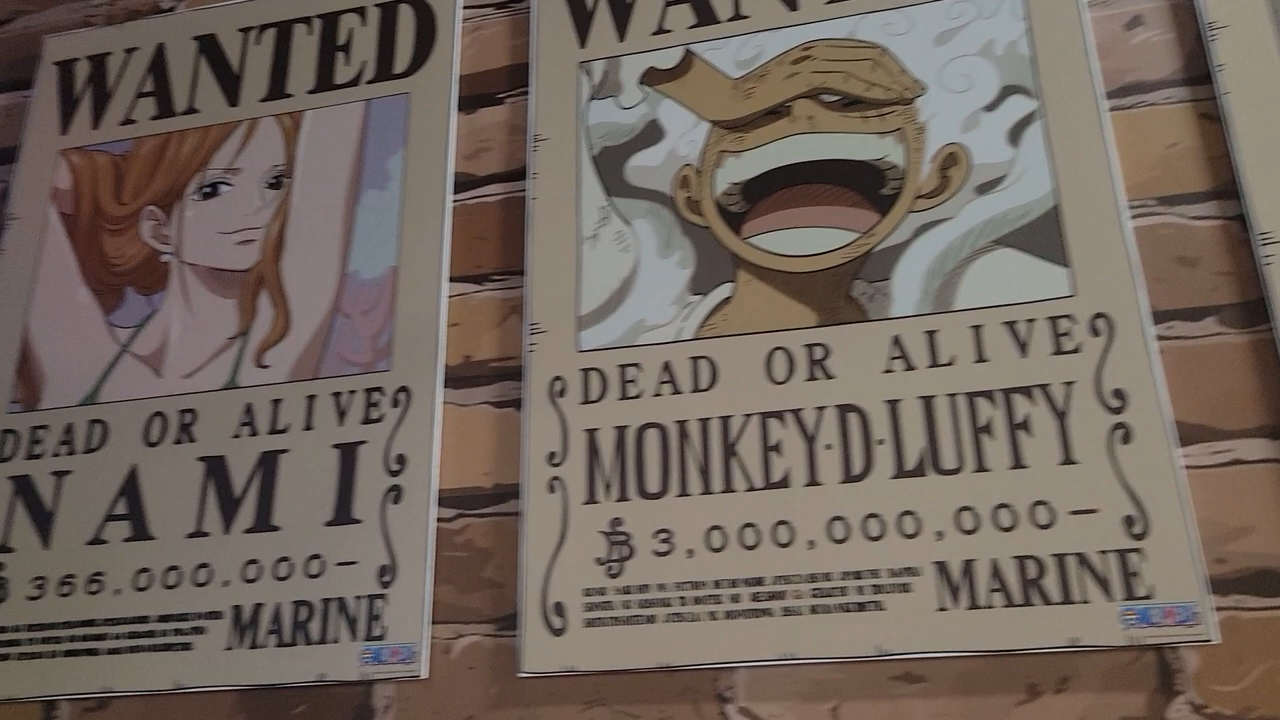 WANTED
DEAD OR ALIVE
NAMI
฿ 366,000,000-
MARINE
WANTED
DEAD OR ALIVE
MONKEY·D·LUFFY
฿ 3,000,000,000-
MARINE